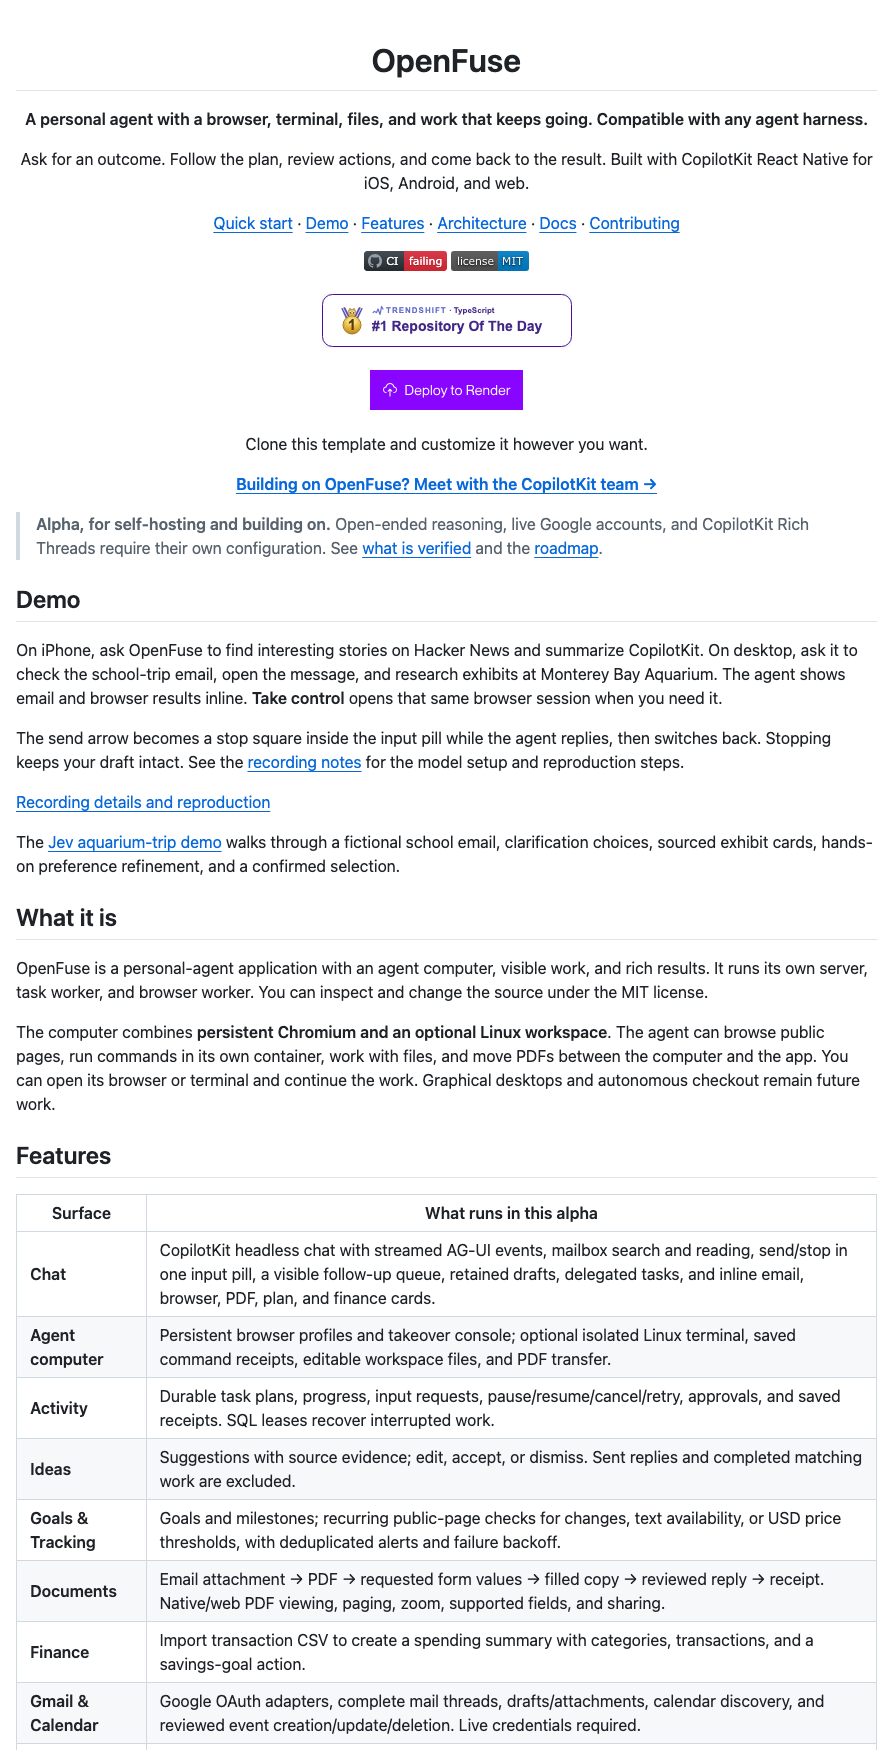 OpenFuse
A personal agent with a browser, terminal, files, and work that keeps going. Compatible with any agent harness.
Ask for an outcome. Follow the plan, review actions, and come back to the result. Built with CopilotKit React Native for
iOS, Android, and web.
Quick start · Demo · Features · Architecture · Docs · Contributing
CI failing license MIT
TRENDSHIFT · TypeScript
1 #1 Repository Of The Day
Deploy to Render
Clone this template and customize it however you want.
Building on OpenFuse? Meet with the CopilotKit team →
Alpha, for self-hosting and building on. Open-ended reasoning, live Google accounts, and CopilotKit Rich
Threads require their own configuration. See what is verified and the roadmap.
Demo
On iPhone, ask OpenFuse to find interesting stories on Hacker News and summarize CopilotKit. On desktop, ask it to
check the school-trip email, open the message, and research exhibits at Monterey Bay Aquarium. The agent shows
email and browser results inline. Take control opens that same browser session when you need it.
The send arrow becomes a stop square inside the input pill while the agent replies, then switches back. Stopping
keeps your draft intact. See the recording notes for the model setup and reproduction steps.
Recording details and reproduction
The Jev aquarium-trip demo walks through a fictional school email, clarification choices, sourced exhibit cards, hands-
on preference refinement, and a confirmed selection.
What it is
OpenFuse is a personal-agent application with an agent computer, visible work, and rich results. It runs its own server,
task worker, and browser worker. You can inspect and change the source under the MIT license.
The computer combines persistent Chromium and an optional Linux workspace. The agent can browse public
pages, run commands in its own container, work with files, and move PDFs between the computer and the app. You
can open its browser or terminal and continue the work. Graphical desktops and autonomous checkout remain future
work.
Features
Surface What runs in this alpha
Chat
CopilotKit headless chat with streamed AG-UI events, mailbox search and reading, send/stop in
one input pill, a visible follow-up queue, retained drafts, delegated tasks, and inline email,
browser, PDF, plan, and finance cards.
Agent
computer
Persistent browser profiles and takeover console; optional isolated Linux terminal, saved
command receipts, editable workspace files, and PDF transfer.
Activity
Durable task plans, progress, input requests, pause/resume/cancel/retry, approvals, and saved
receipts. SQL leases recover interrupted work.
Ideas
Suggestions with source evidence; edit, accept, or dismiss. Sent replies and completed matching
work are excluded.
Goals &
Tracking
Goals and milestones; recurring public-page checks for changes, text availability, or USD price
thresholds, with deduplicated alerts and failure backoff.
Documents
Email attachment → PDF → requested form values → filled copy → reviewed reply → receipt.
Native/web PDF viewing, paging, zoom, supported fields, and sharing.
Finance
Import transaction CSV to create a spending summary with categories, transactions, and a
savings-goal action.
Gmail &
Calendar
Google OAuth adapters, complete mail threads, drafts/attachments, calendar discovery, and
reviewed event creation/update/deletion. Live credentials required.